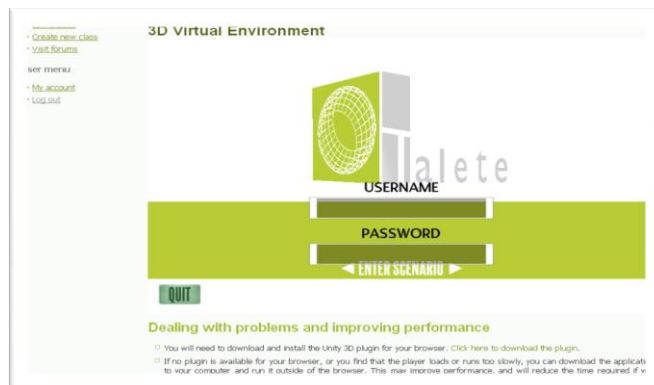 Create new class
Visit forums
ser menu
My account
Log out
3D Virtual Environment
Talete
USERNAME
PASSWORD
ENTER SCENARIO
QUIT
Dealing with problems and improving performance
You will need to download and install the Unity 3D plugin for your browser. Click here to download the plugin.
If no plugin is available for your browser, or you find that the player loads or runs too slowly, you can download the applicati
to your computer and run it outside of the browser. This may improve performance, and will reduce the time required if y